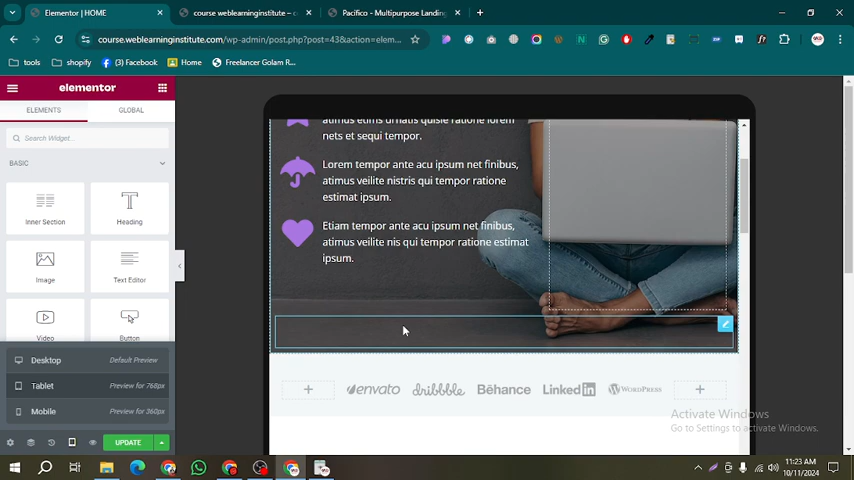 Elementor | HOME
course weblearninginstitute – c
Pacifico - Multipurpose Landing
course.weblearninginstitute.com/wp-admin/post.php?post=43&action=elem...
tools
shopify
(3) Facebook
Home
Freelancer Golam R...
elementor
ELEMENTS
GLOBAL
Search Widget...
BASIC
Inner Section
Heading
Image
Text Editor
Video
Button
Desktop
Default Preview
Tablet
Preview for 768px
Mobile
Preview for 360px
UPDATE
atimus etims urnatis quisle ratione lorem
nets et sequi tempor.
Lorem tempor ante acu ipsum net finibus,
atimus veilite nistris qui tempor ratione
estimat ipsum.
Etiam tempor ante acu ipsum net finibus,
atimus veilite nis qui tempor ratione estimat
ipsum.
envato
dribbble
Bēhance
Linked in
WORDPRESS
Activate Windows
Go to Settings to activate Windows.
11:23 AM
10/11/2024